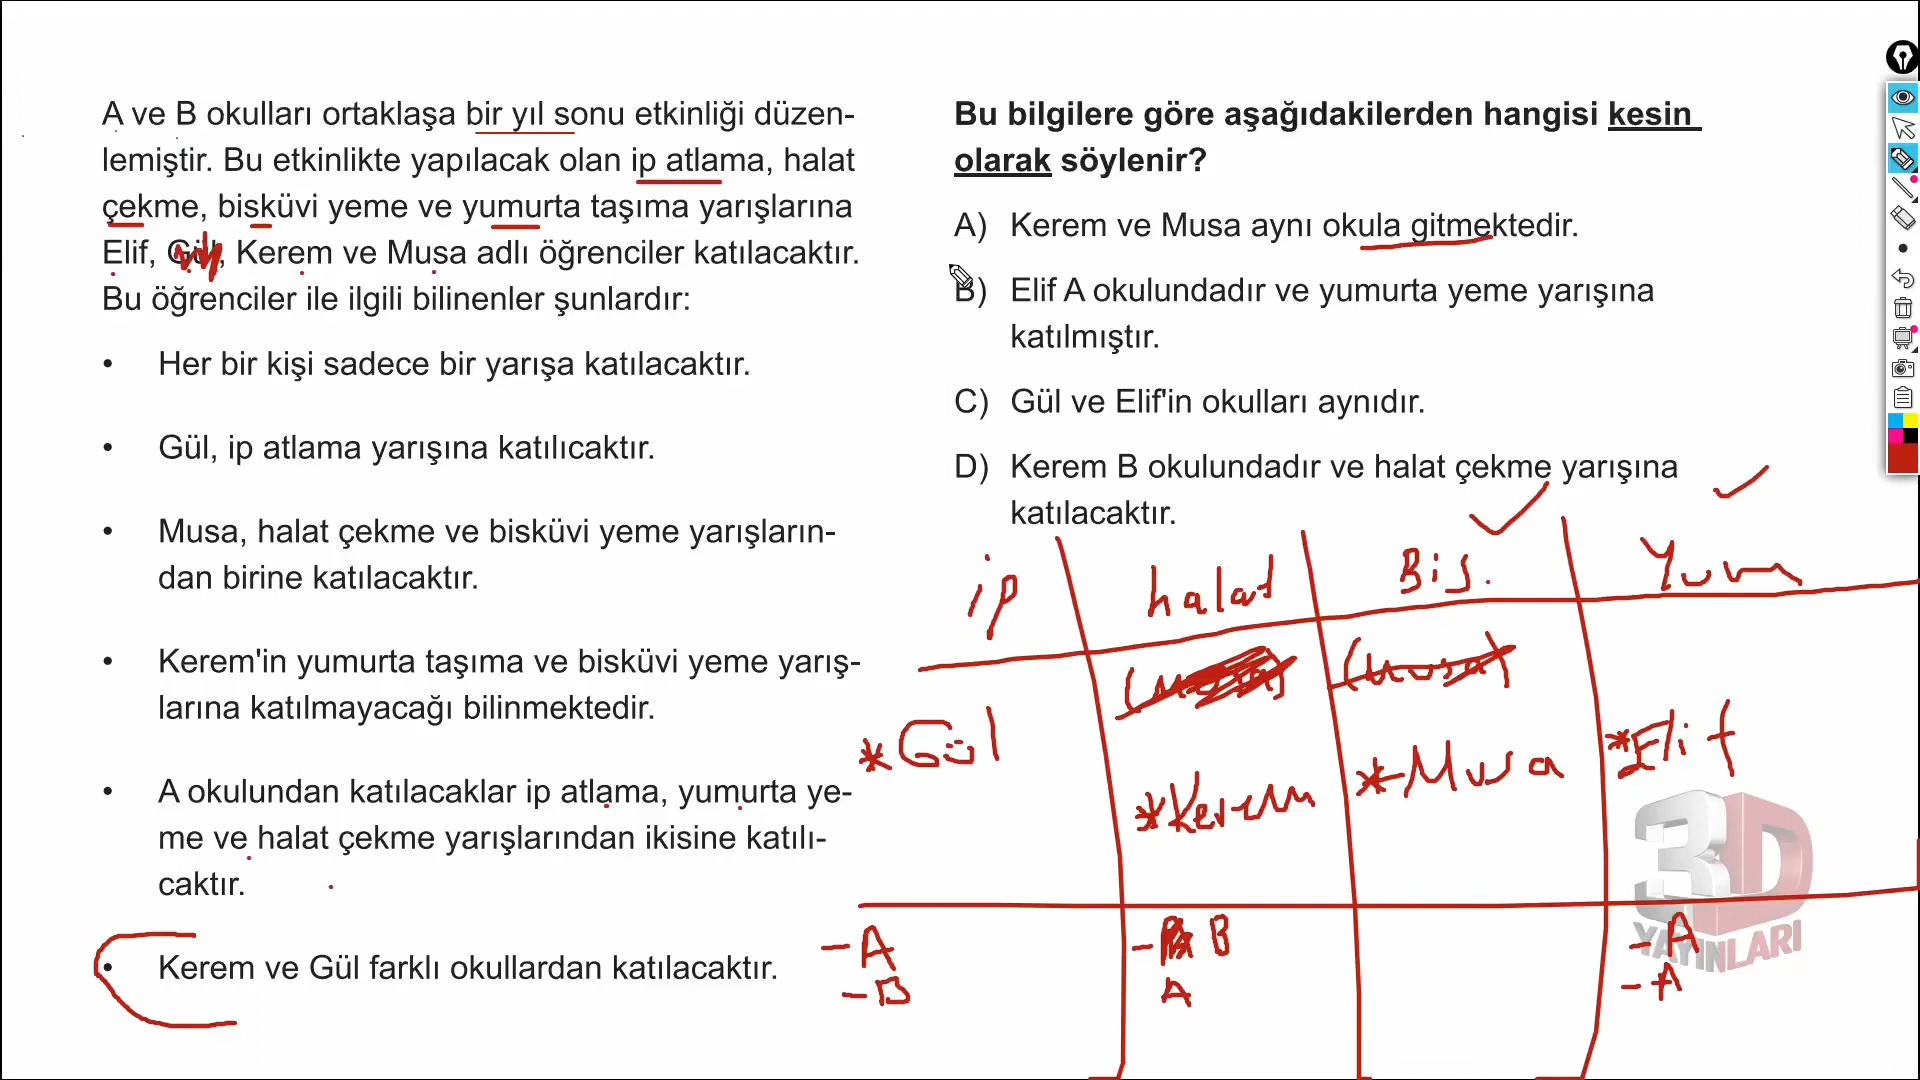 A ve B okulları ortaklaşa bir yıl sonu etkinliği düzen-
lemiştir. Bu etkinlikte yapılacak olan ip atlama, halat
çekme, bisküvi yeme ve yumurta taşıma yarışlarına
Elif, Gül, Kerem ve Musa adlı öğrenciler katılacaktır.
Bu öğrenciler ile ilgili bilinenler şunlardır:
• Her bir kişi sadece bir yarışa katılacaktır.
• Gül, ip atlama yarışına katılıcaktır.
• Musa, halat çekme ve bisküvi yeme yarışların-
dan birine katılacaktır.
• Kerem'in yumurta taşıma ve bisküvi yeme yarış-
larına katılmayacağı bilinmektedir.
• A okulundan katılacaklar ip atlama, yumurta ye-
me ve halat çekme yarışlarından ikisine katılı-
caktır.
• Kerem ve Gül farklı okullardan katılacaktır.
Bu bilgilere göre aşağıdakilerden hangisi kesin
olarak söylenir?
A) Kerem ve Musa aynı okula gitmektedir.
B) Elif A okulundadır ve yumurta yeme yarışına
katılmıştır.
C) Gül ve Elif'in okulları aynıdır.
D) Kerem B okulundadır ve halat çekme yarışına
katılacaktır.
ip halat Bis. Yum
(Musa) (Musa)
*Gül *Kerem *Musa *Elif
-A - B -A
-B A -A
3D
YAYINLARI